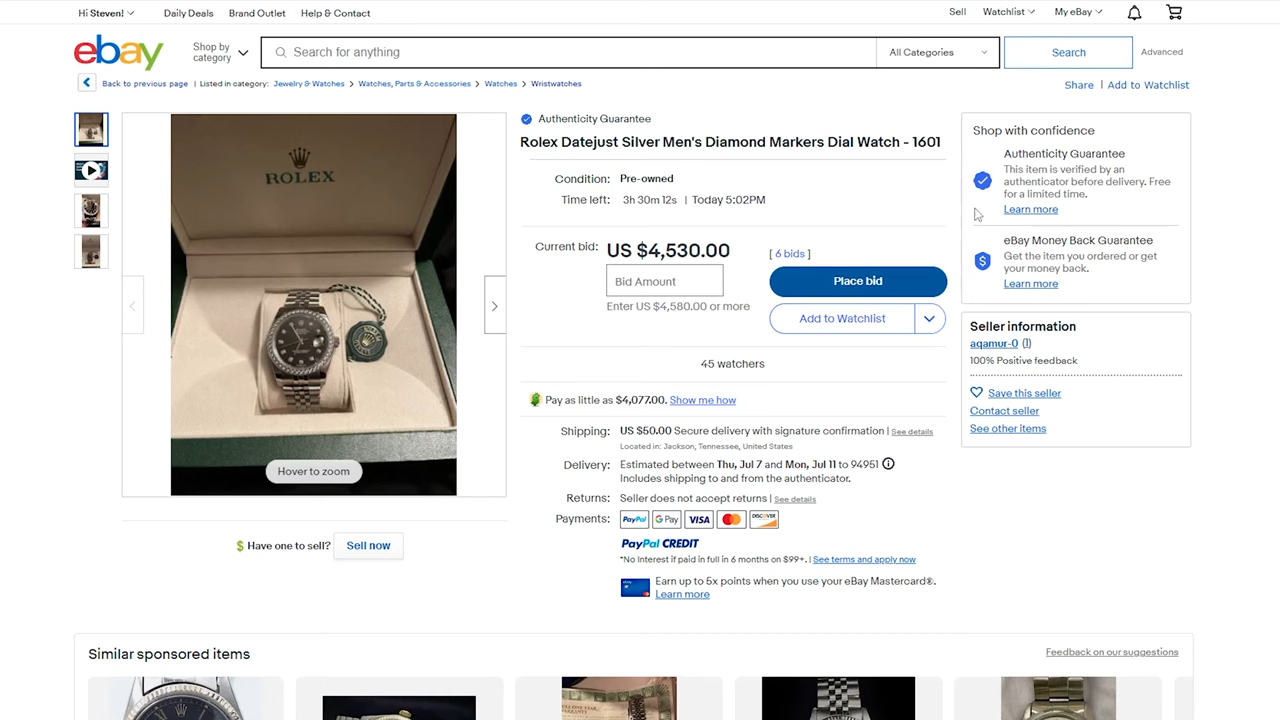 Hi Steven!
Daily Deals
Brand Outlet
Help & Contact
Sell
Watchlist
My eBay
ebay
Shop by
category
Search for anything
All Categories
Search
Advanced
Back to previous page | Listed in category: Jewelry & Watches > Watches, Parts & Accessories > Watches > Wristwatches
Share | Add to Watchlist
ROLEX
Hover to zoom
$ Have one to sell? Sell now
Authenticity Guarantee
Rolex Datejust Silver Men's Diamond Markers Dial Watch - 1601
Condition: Pre-owned
Time left: 3h 30m 12s | Today 5:02PM
Current bid: US $4,530.00 [ 6 bids ]
Bid Amount
Place bid
Enter US $4,580.00 or more
Add to Watchlist
45 watchers
Pay as little as $4,077.00. Show me how
Shipping: US $50.00 Secure delivery with signature confirmation | See details
Located in: Jackson, Tennessee, United States
Delivery: Estimated between Thu, Jul 7 and Mon, Jul 11 to 94951
Includes shipping to and from the authenticator.
Returns: Seller does not accept returns | See details
Payments: PayPal G Pay VISA DISCOVER
PayPal CREDIT
*No Interest if paid in full in 6 months on $99+. | See terms and apply now
Earn up to 5x points when you use your eBay Mastercard®.
Learn more
Shop with confidence
Authenticity Guarantee
This item is verified by an
authenticator before delivery. Free
for a limited time.
Learn more
eBay Money Back Guarantee
Get the item you ordered or get
your money back.
Learn more
Seller information
aqamur-0 (1)
100% Positive feedback
Save this seller
Contact seller
See other items
Similar sponsored items
Feedback on our suggestions